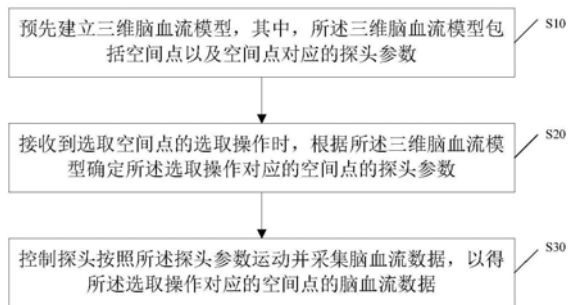 预先建立三维脑血流模型，其中，所述三维脑血流模型包
括空间点以及空间点对应的探头参数
S10
接收到选取空间点的选取操作时，根据所述三维脑血流模
型确定所述选取操作对应的空间点的探头参数
S20
控制探头按照所述探头参数运动并采集脑血流数据，以得
所述选取操作对应的空间点的脑血流数据
S30